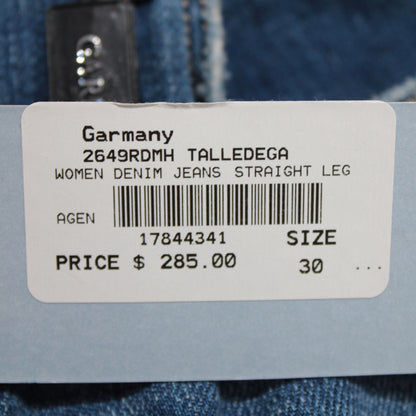 Garmany
2649RDMH TALLEDEGA
WOMEN DENIM JEANS STRAIGHT LEG
AGEN
17844341 SIZE
PRICE $ 285.00 30 ...